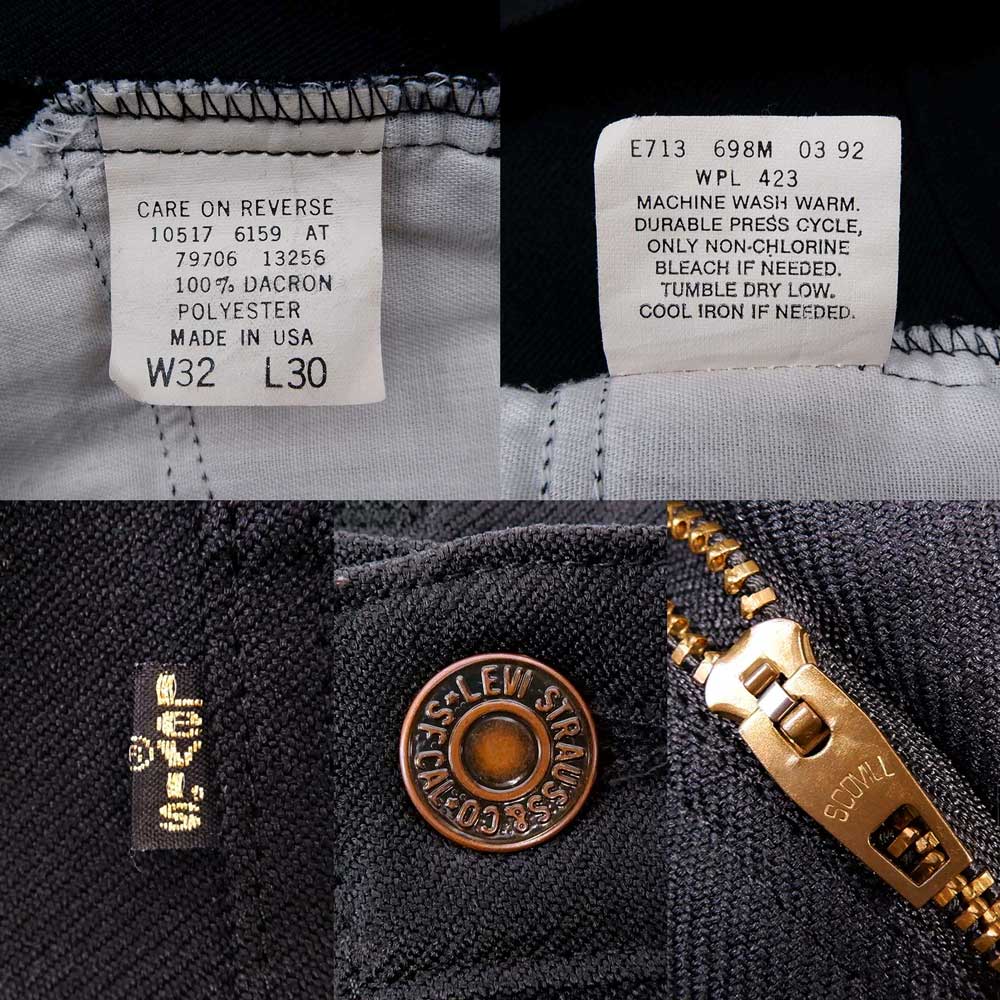 CARE ON REVERSE
10517 6159 AT
79706 13256
100% DACRON
POLYESTER
MADE IN USA
W32 L30
E713 698M 03 92
WPL 423
MACHINE WASH WARM.
DURABLE PRESS CYCLE,
ONLY NON-CHLORINE
BLEACH IF NEEDED.
TUMBLE DRY LOW.
COOL IRON IF NEEDED.
LEVI'S ®
LEVI STRAUSS & CO. S.F. CAL.
SCOVILL